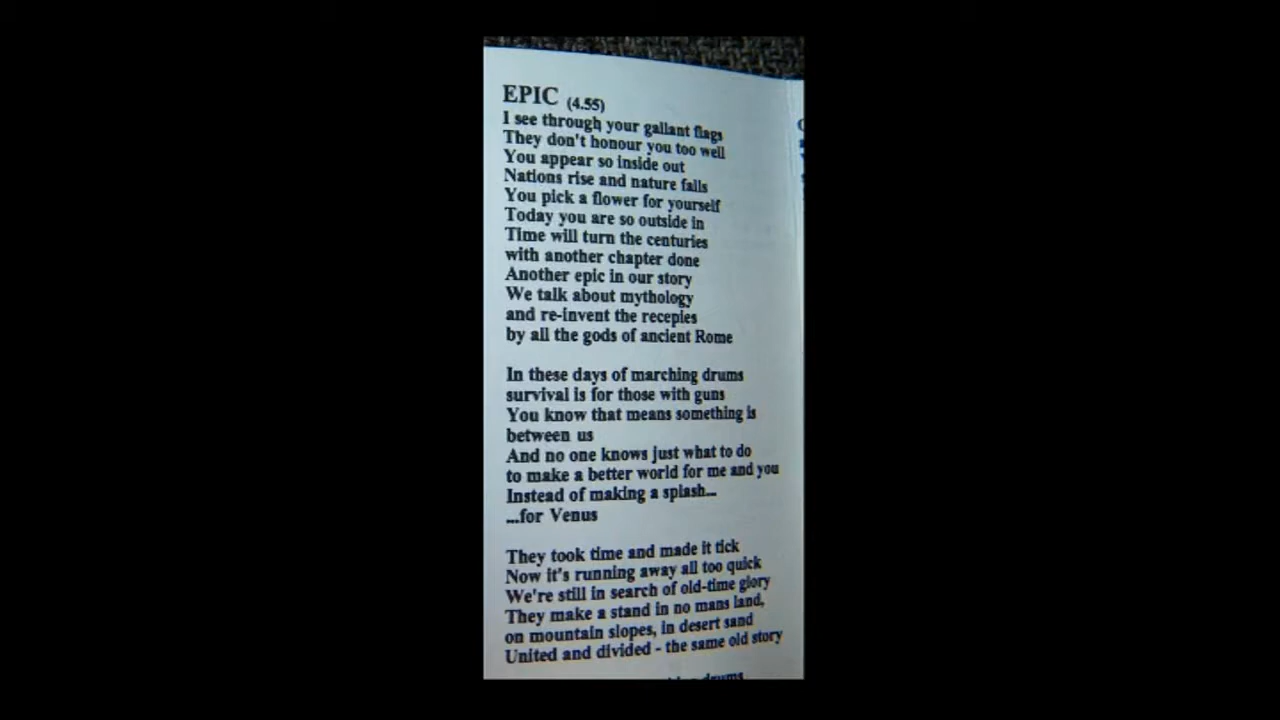 EPIC (4.55)
I see through your gallant flags
They don't honour you too well
You appear so inside out
Nations rise and nature falls
You pick a flower for yourself
Today you are so outside in
Time will turn the centuries
with another chapter done
Another epic in our story
We talk about mythology
and re-invent the recepies
by all the gods of ancient Rome
In these days of marching drums
survival is for those with guns
You know that means something is
between us
And no one knows just what to do
to make a better world for me and you
Instead of making a splash...
...for Venus
They took time and made it tick
Now it's running away all too quick
We're still in search of old-time glory
They make a stand in no mans land,
on mountain slopes, in desert sand
United and divided - the same old story
drums